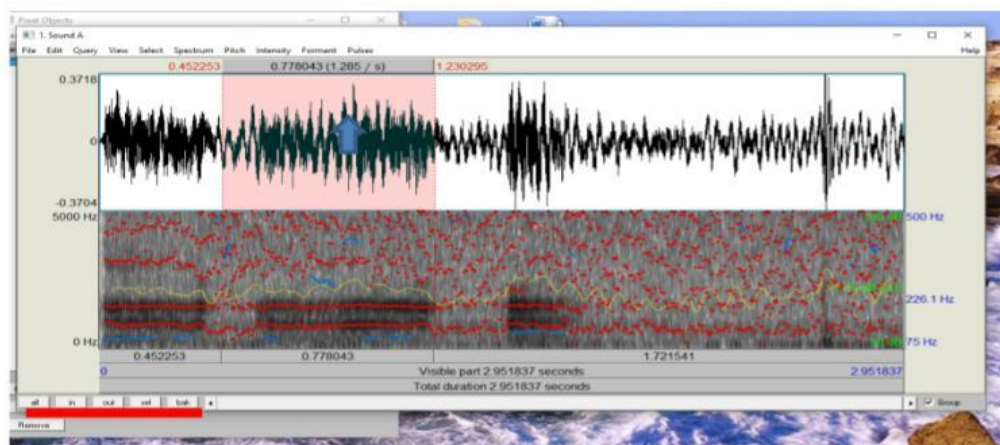 Praat Objects
1. Sound A
File Edit Query View Select Spectrum Pitch Intensity Formant Pulses Help
0.452253 0.778043 (1.285 / s) 1.230295
0.3718
0
-0.3704
5000 Hz 500 Hz
226.1 Hz
0 Hz 75 Hz
0.452253 0.778043 1.721541
0 Visible part 2.951837 seconds 2.951837
Total duration 2.951837 seconds
all in out sel bak Group
Remove